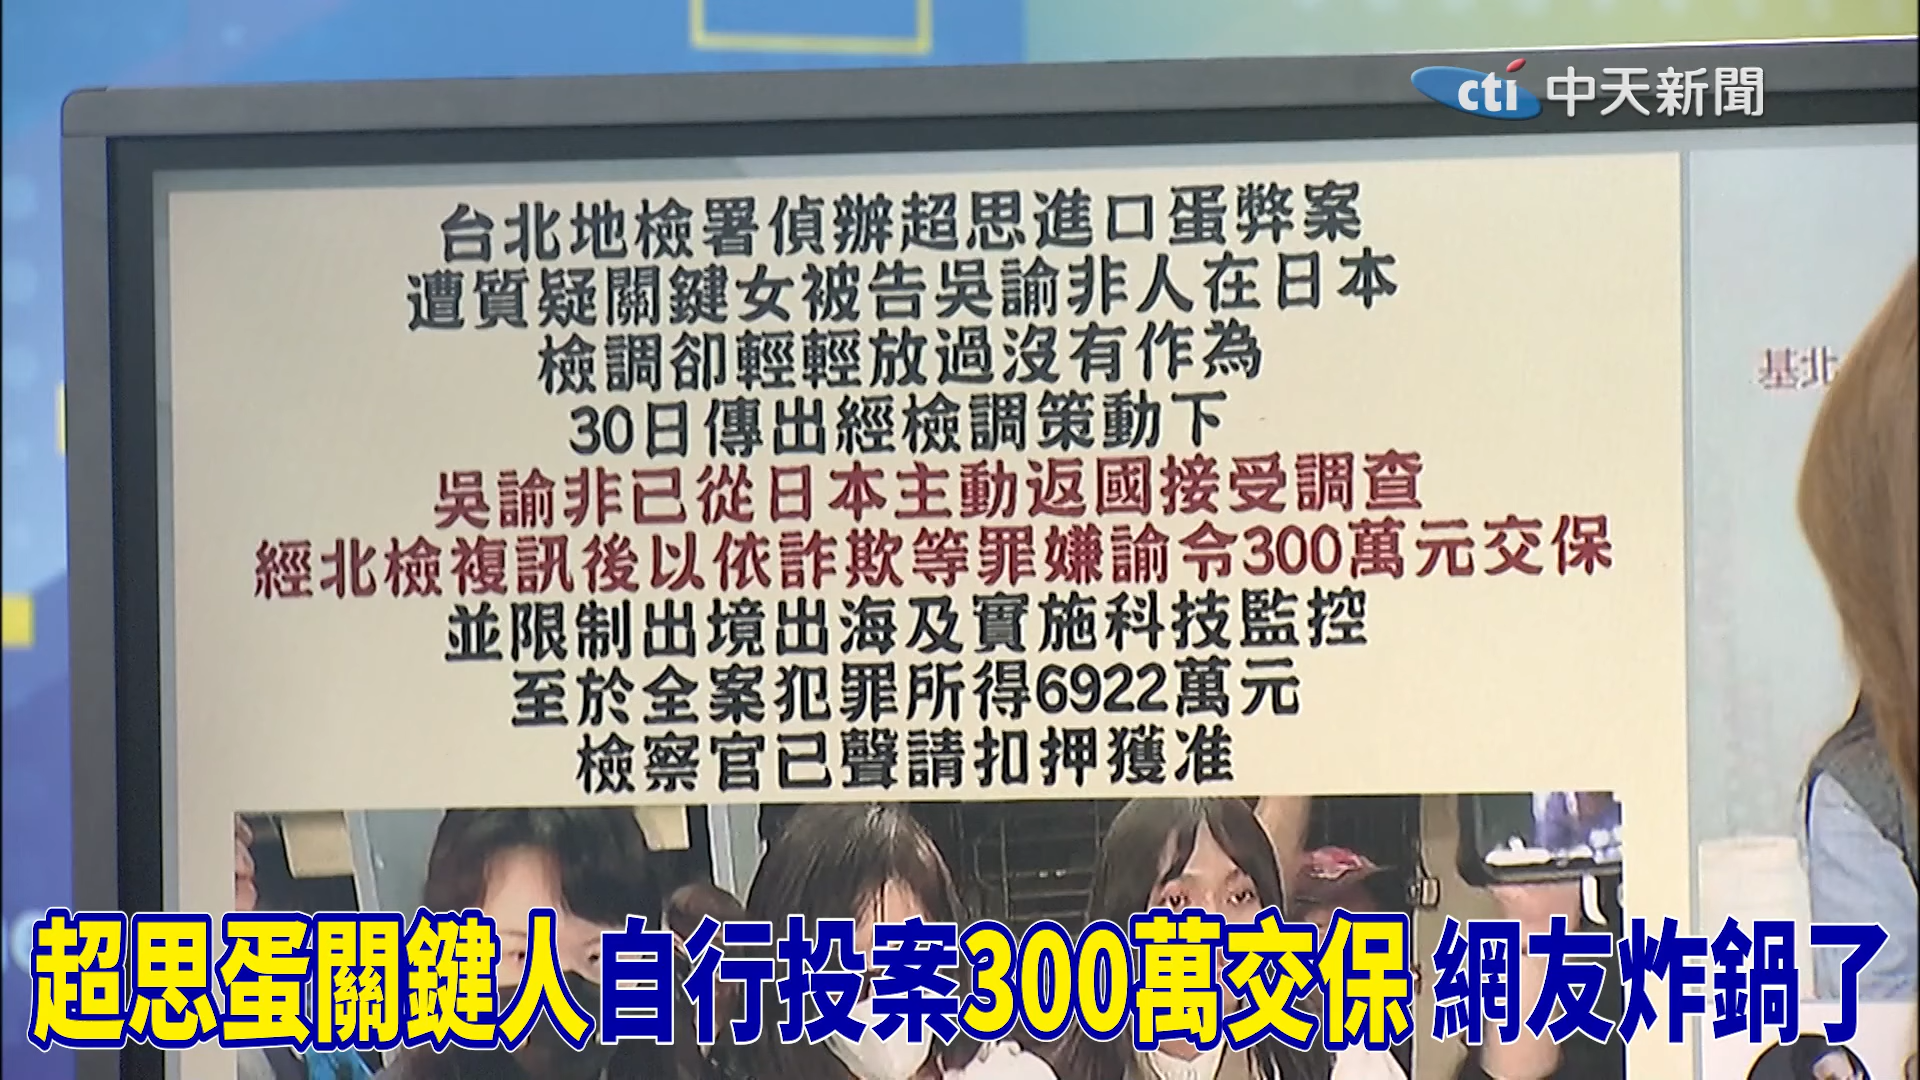 cti 中天新聞
台北地檢署偵辦超思進口蛋弊案
遭質疑關鍵女被告吳諭非人在日本
檢調卻輕輕放過沒有作為
30日傳出經檢調策動下
吳諭非已從日本主動返國接受調查
經北檢複訊後以依詐欺等罪嫌諭令300萬元交保
並限制出境出海及實施科技監控
至於全案犯罪所得6922萬元
檢察官已聲請扣押獲准
基北
超思蛋關鍵人自行投案300萬交保 網友炸鍋了